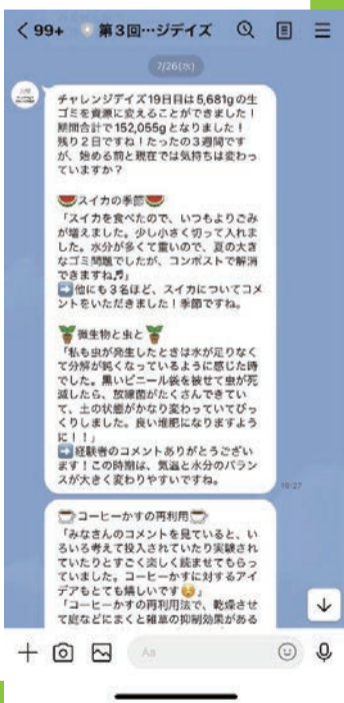 99+ 第3回…ジデイズ
7/26(水)
チャレンジデイズ19日目は5,681gの生
ゴミを資源に変えることができました！
期間合計で152,055gとなりました！
残り2日ですね！たったの3週間です
が、始める前と現在では気持ちは変わっ
ていますか？
🍉スイカの季節🍉
「スイカを食べたので、いつもよりごみ
が増えました。少し小さく切って入れま
した。水分が多くて重いので、夏の大き
なゴミ問題でしたが、コンポストで解消
できますね♬」
➡️他にも3名ほど、スイカについてコメ
ントをいただきました！季節ですね。
🪴微生物と虫と🪴
「私も虫が発生したときは水が足りなく
て分解が鈍くなっているように感じた時
でした。黒いビニール袋を被せて虫が死
滅したら、放線菌がたくさんできてい
て、土の状態がかなり変わっていてびっ
くりしました。良い堆肥になりますよう
に！！」
➡️経験者のコメントありがとうござい
ます！この時期は、気温と水分のバラン
スが大きく変わりやすいですね。
19:27
☕コーヒーかすの再利用☕
「みなさんのコメントを見ていると、い
ろいろ考えて投入されていたり実験され
ていたりとすごく楽しく読ませてもらっ
ていました。コーヒーかすに対するアイ
デアもとても嬉しいです☺️」
「コーヒーかすの再利用法で、乾燥させ
て庭などにまくと雑草の抑制効果がある
Aa